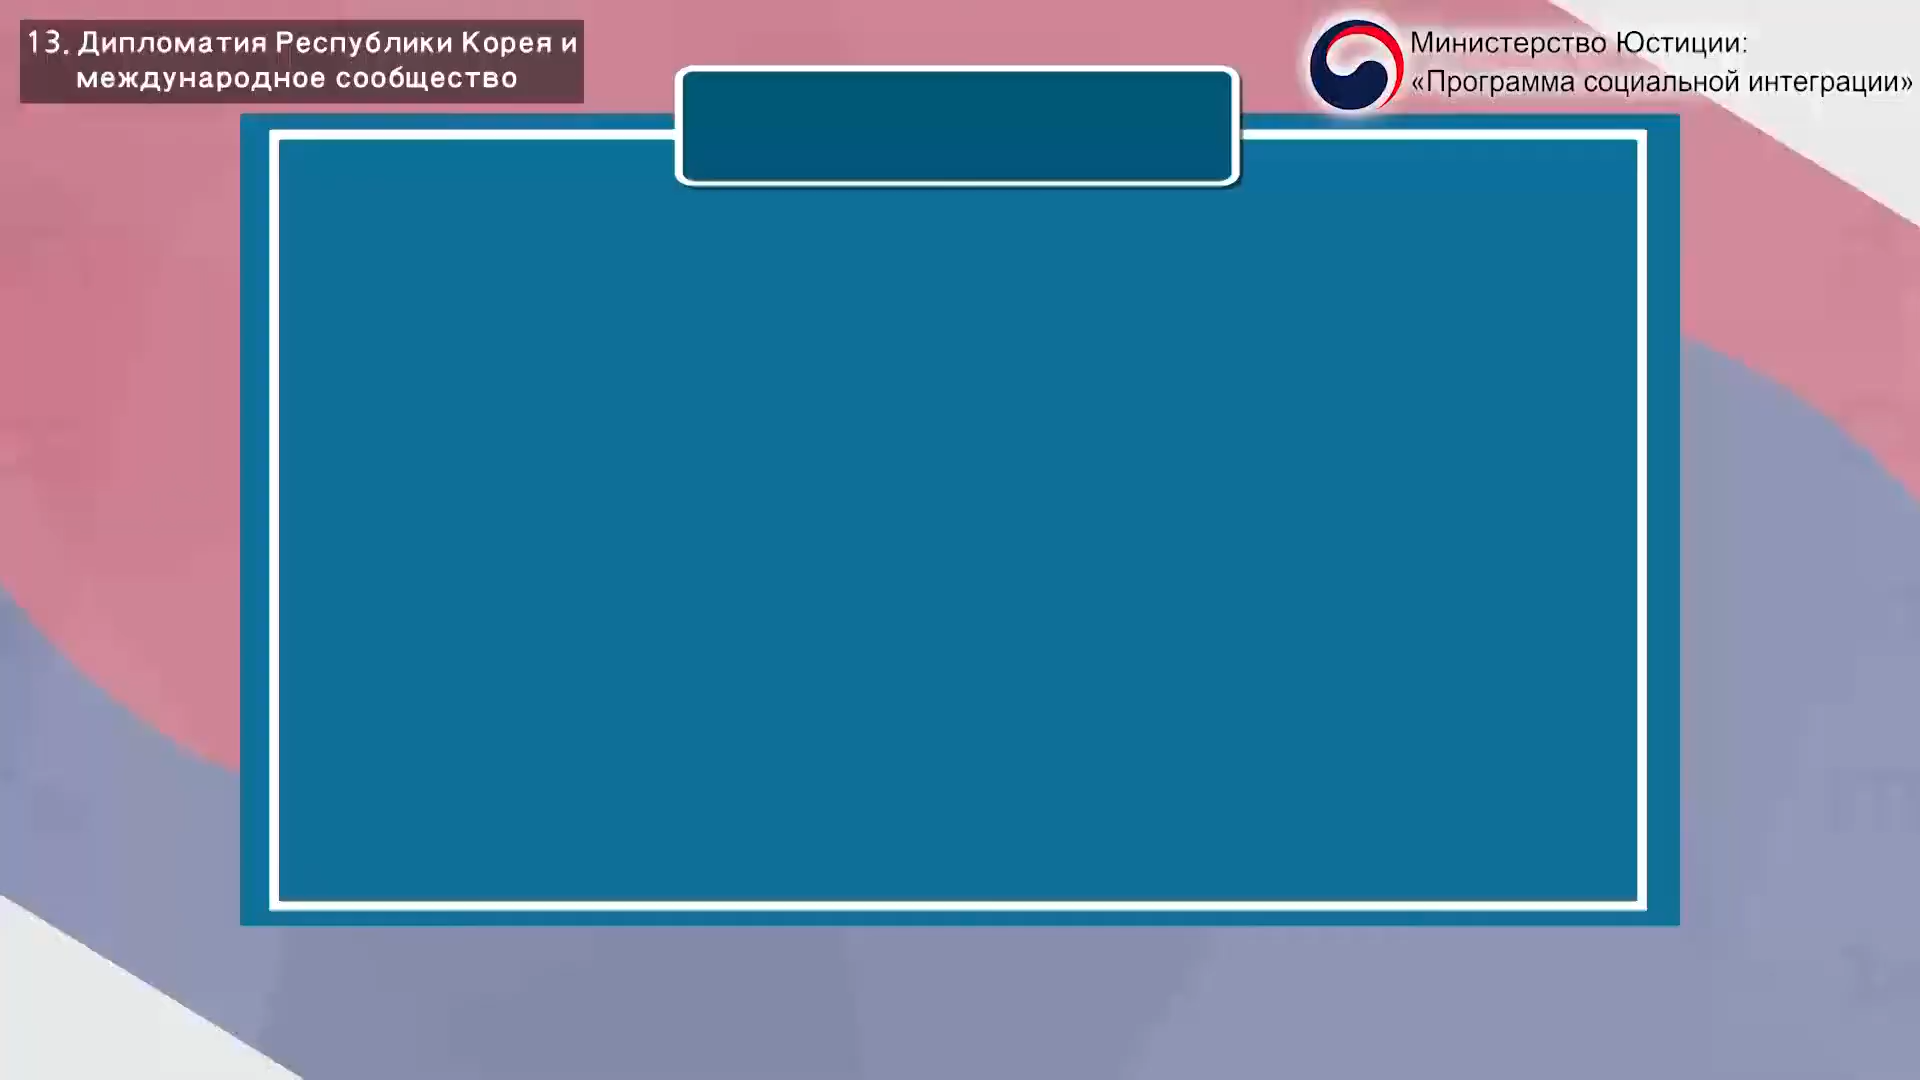 13. Дипломатия Республики Корея и
международное сообщество
Министерство Юстиции:
«Программа социальной интеграции»